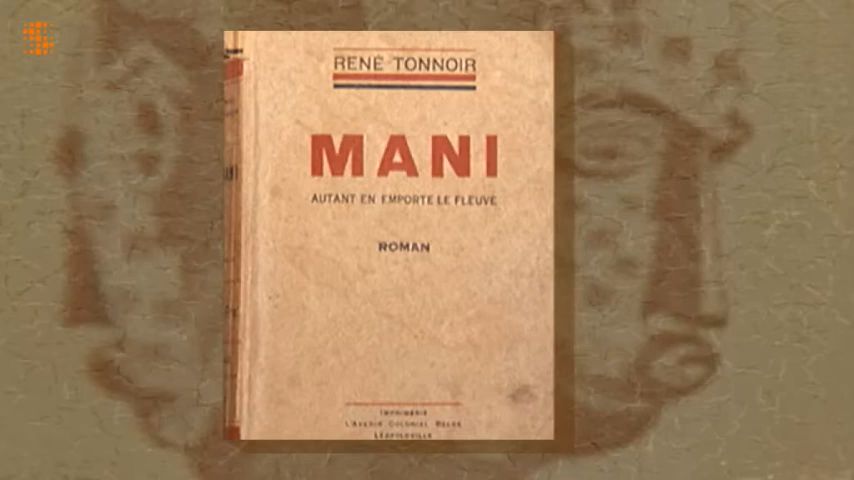 RENÉ TONNOIR
MANI
AUTANT EN EMPORTE LE FLEUVE
ROMAN
IMPRIMERIE
L'AVENIR COLONIAL BELGE
LÉOPOLDVILLE